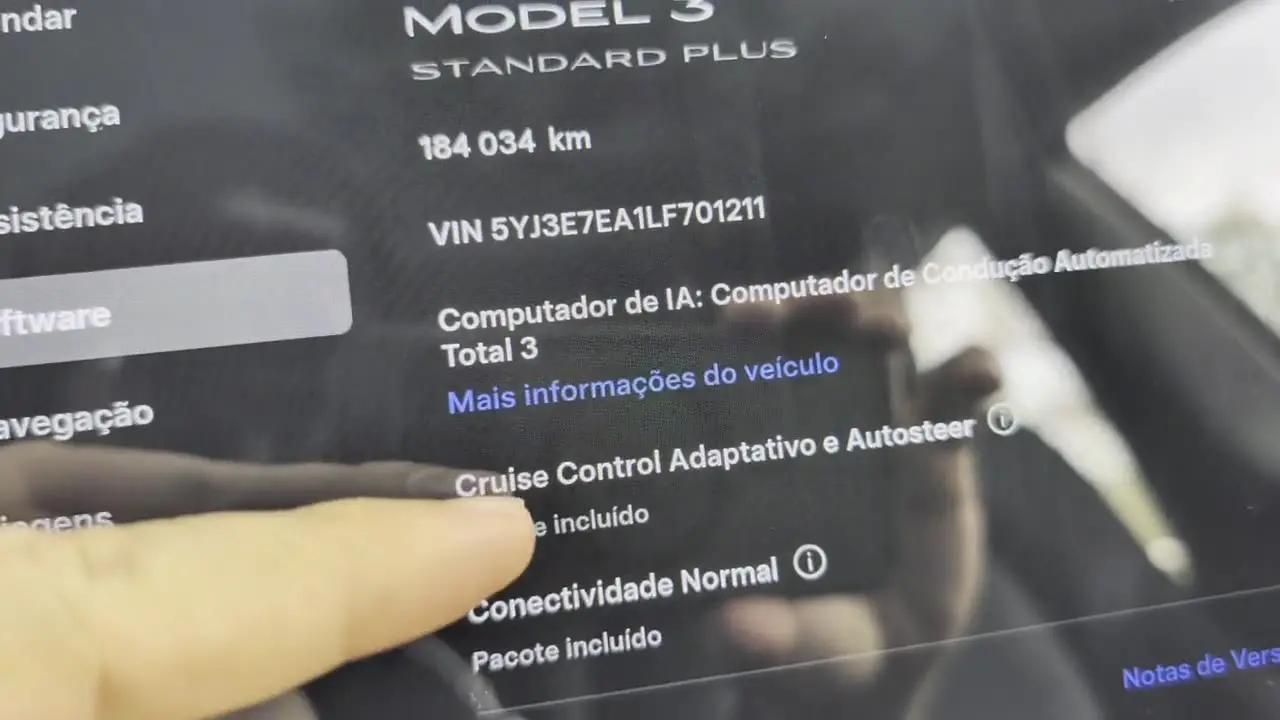 ndar
MODEL 3
STANDARD PLUS
gurança
184 034 km
sistência
VIN 5YJ3E7EA1LF701211
ftware
Computador de IA: Computador de Condução Automatizada
Total 3
Mais informações do veículo
avegação
Cruise Control Adaptativo e Autosteer
e incluído
agens
Conectividade Normal
Pacote incluído
Notas de Vers